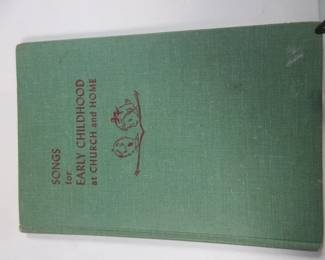 SONGS
for
EARLY CHILDHOOD
at CHURCH and HOME